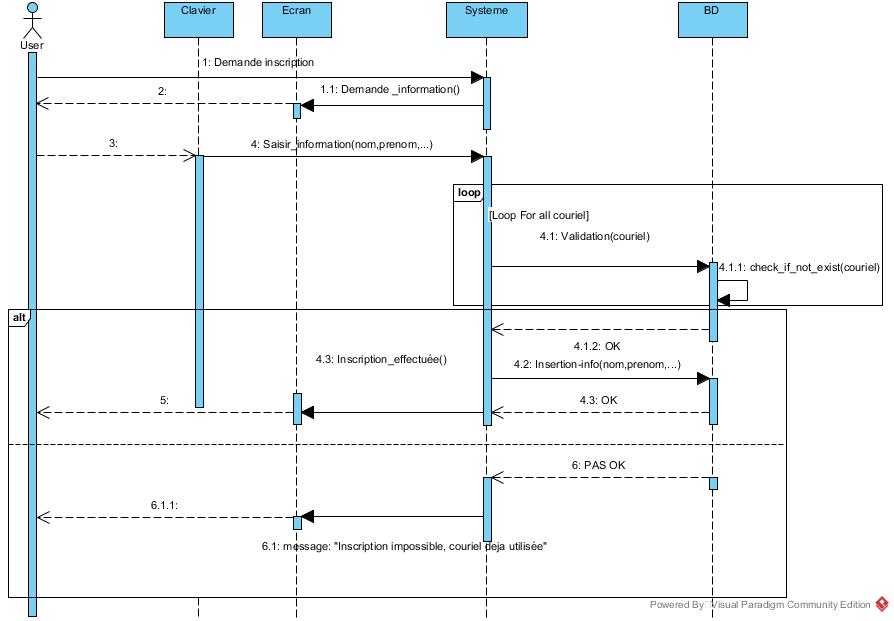 Clavier
Ecran
Systeme
BD
User
1: Demande inscription
1.1: Demande _information()
2:
3:
4: Saisir_information(nom,prenom,...)
loop
[Loop For all couriel]
4.1: Validation(couriel)
4.1.1: check_if_not_exist(couriel)
alt
4.1.2: OK
4.3: Inscription_effectuée()
4.2: Insertion-info(nom,prenom,...)
5:
4.3: OK
6: PAS OK
6.1.1:
6.1: message: "Inscription impossible, couriel deja utilisée"
Powered By Visual Paradigm Community Edition